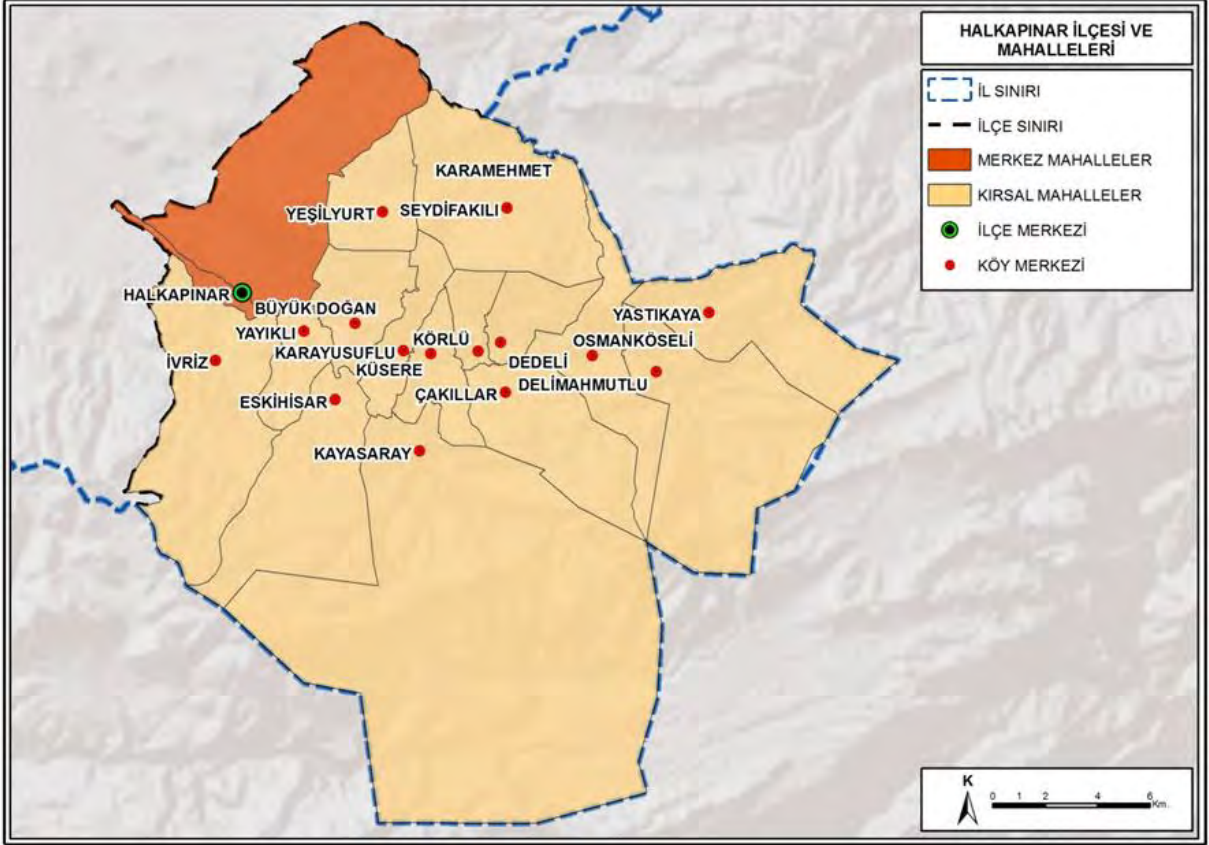 HALKAPINAR İLÇESİ VE
MAHALLELERİ
İL SINIRI
İLÇE SINIRI
MERKEZ MAHALLELER
KIRSAL MAHALLELER
İLÇE MERKEZİ
KÖY MERKEZİ
KARAMEHMET
YEŞİLYURT
SEYDİFAKILI
HALKAPINAR
BÜYÜK DOĞAN
YAYIKLI
YASTIKAYA
KÖRLÜ
OSMANKÖSELİ
İVRİZ
KARAYUSUFLU
KÜSERE
DEDELİ
DELİMAHMUTLU
ESKİHİSAR
ÇAKILLAR
KAYASARAY
K
0 1 2 4 6
Km.